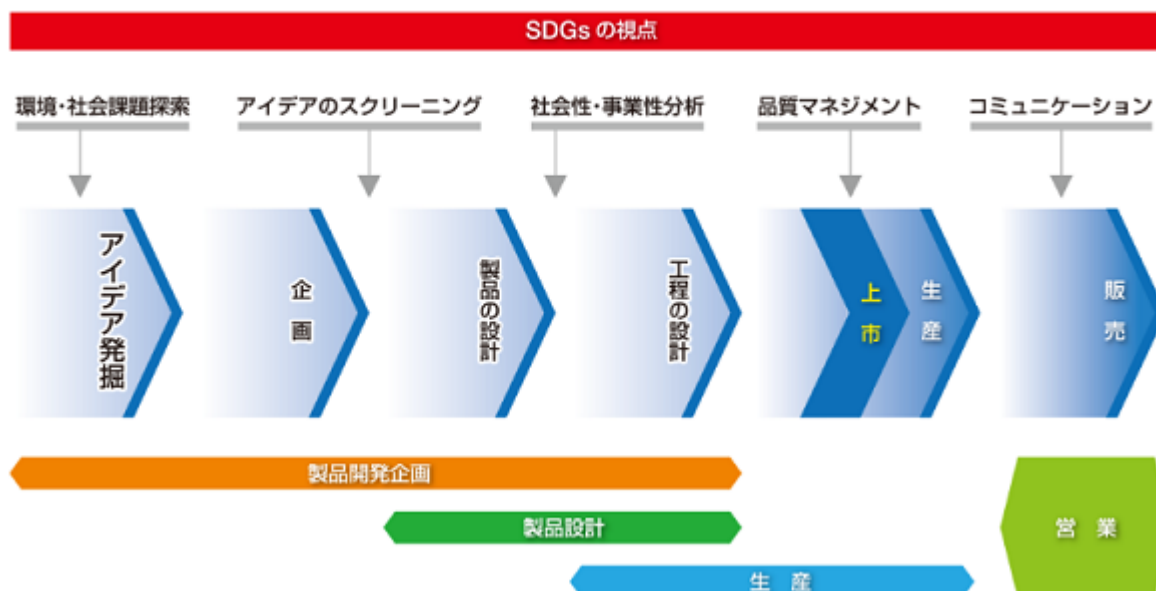 SDGs の視点
環境・社会課題探索
アイデアのスクリーニング
社会性・事業性分析
品質マネジメント
コミュニケーション
アイデア発掘
企画
製品の設計
工程の設計
上市
生産
販売
製品開発企画
製品設計
営 業
生 産